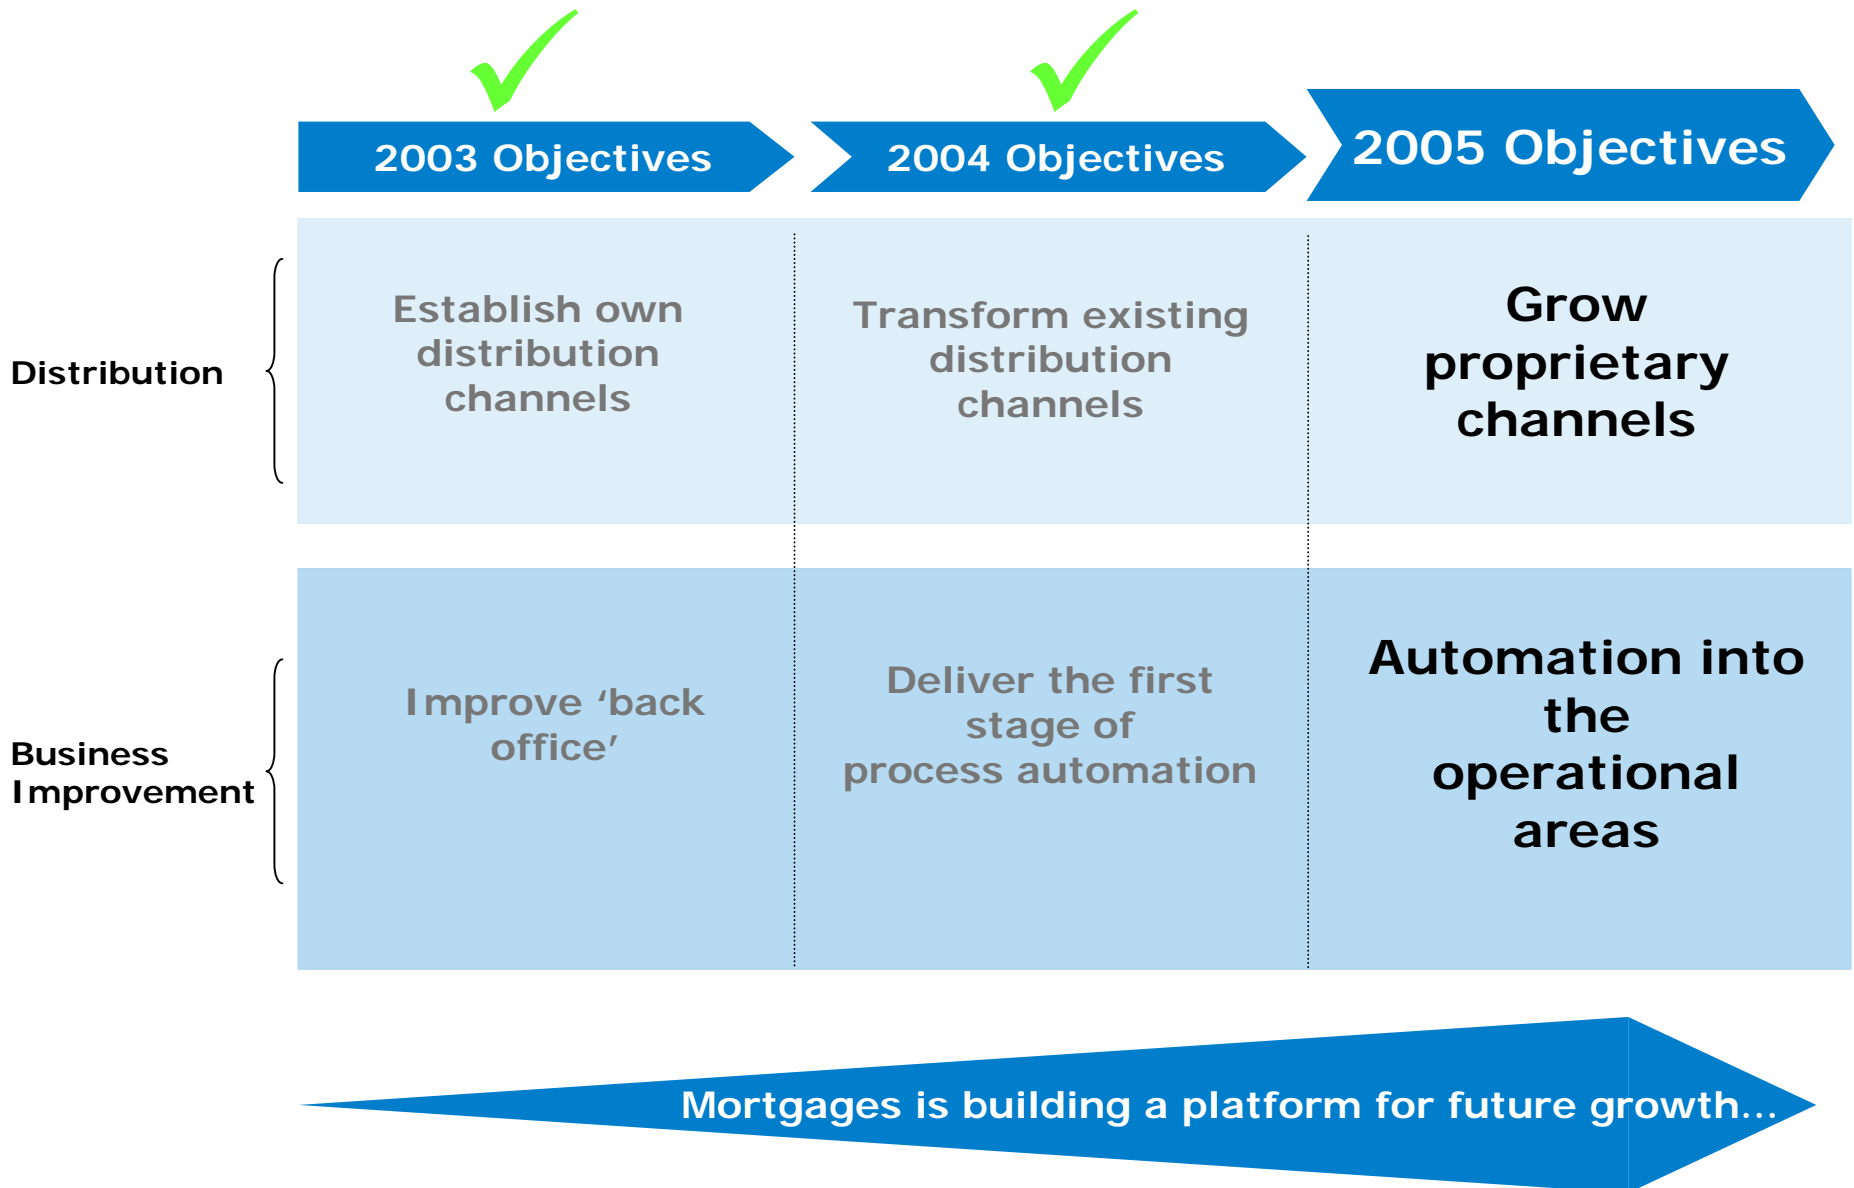 2003 Objectives
2004 Objectives
2005 Objectives
Distribution
Establish own
distribution
channels
Transform existing
distribution
channels
Grow
proprietary
channels
Business
Improvement
Improve ‘back
office’
Deliver the first
stage of
process automation
Automation into
the
operational
areas
Mortgages is building a platform for future growth...